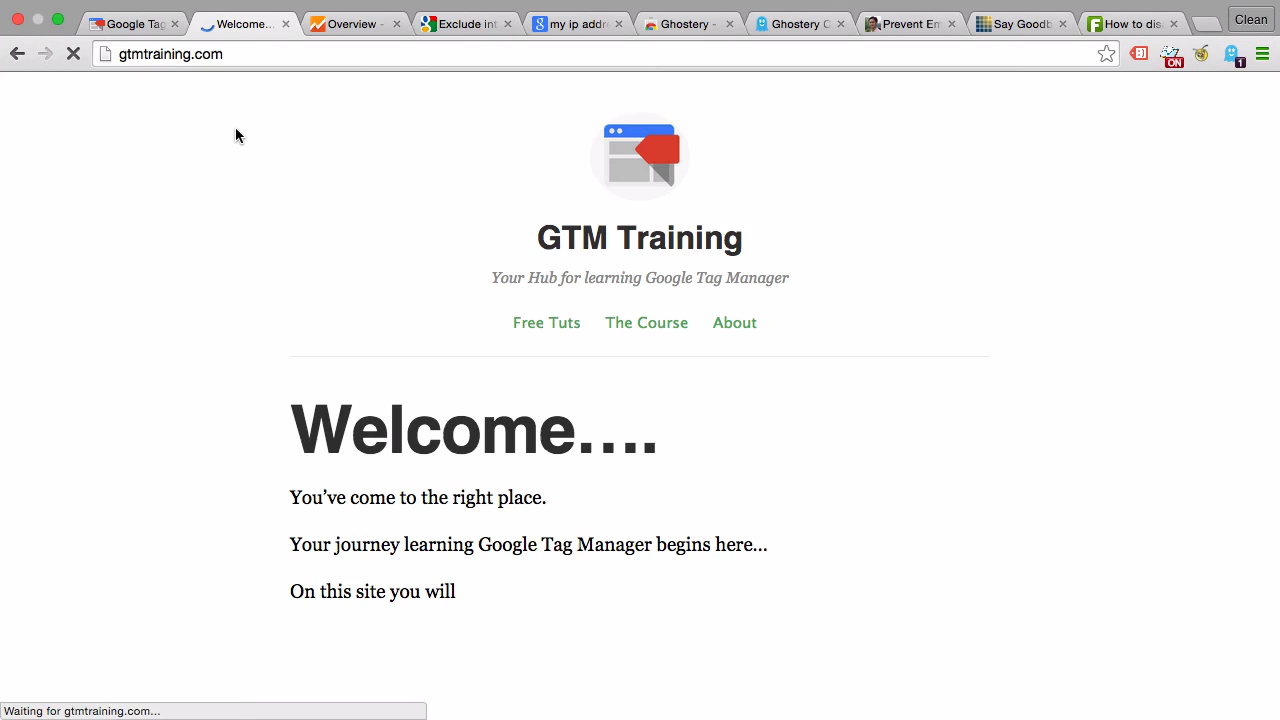 Google Tag
Welcome...
Overview -
Exclude int
my ip addr
Ghostery -
Ghostery C
Prevent Em
Say Goodb
How to dis
Clean
gtmtraining.com
ON
1
GTM Training
Your Hub for learning Google Tag Manager
Free Tuts The Course About
Welcome....
You've come to the right place.
Your journey learning Google Tag Manager begins here...
On this site you will
Waiting for gtmtraining.com...